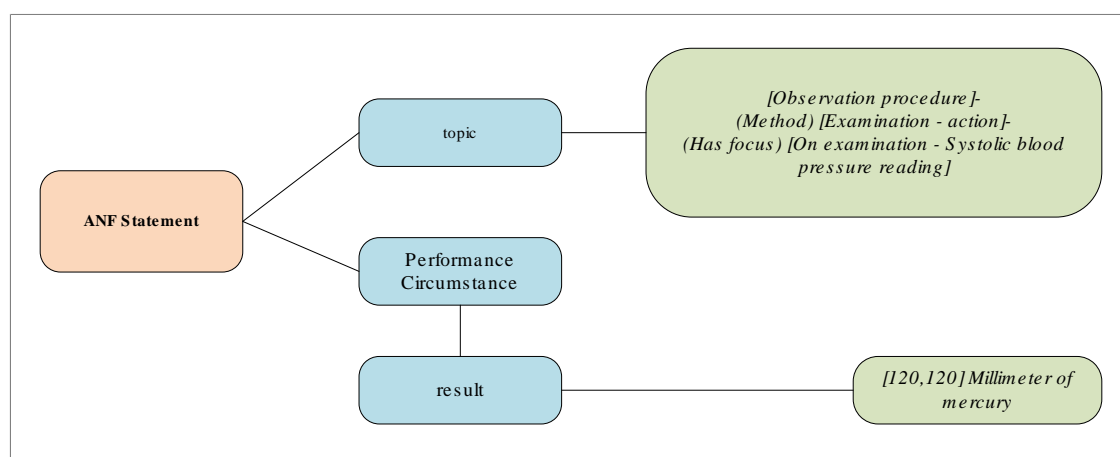 [Observation procedure]-
(Method) [Examination - action]-
(Has focus) [On examination - Systolic blood
pressure reading]
topic
ANF Statement
Performance
Circumstance
result
[120,120] Millimeter of
mercury